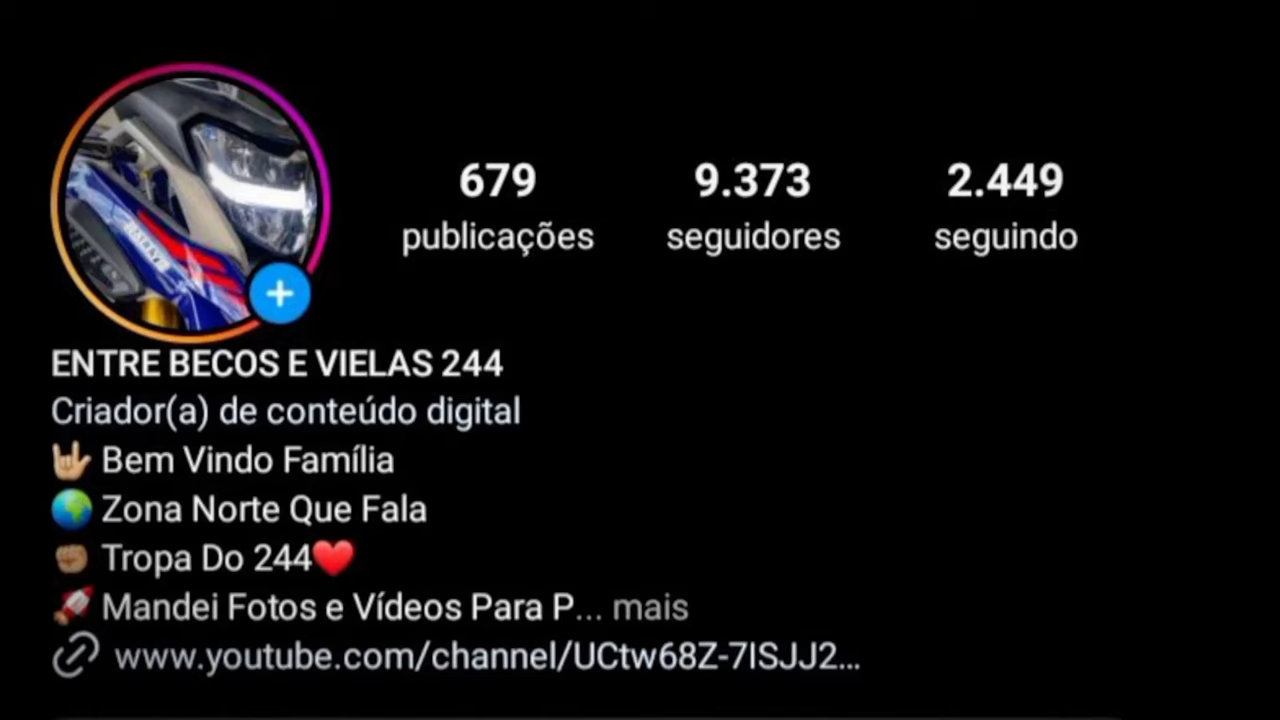 679 9.373 2.449
publicações seguidores seguindo
ENTRE BECOS E VIELAS 244
Criador(a) de conteúdo digital
🤟🏼 Bem Vindo Família
🌍 Zona Norte Que Fala
✊🏽 Tropa Do 244❤️
🚀 Mandei Fotos e Vídeos Para P... mais
www.youtube.com/channel/UCtw68Z-7ISJJ2...